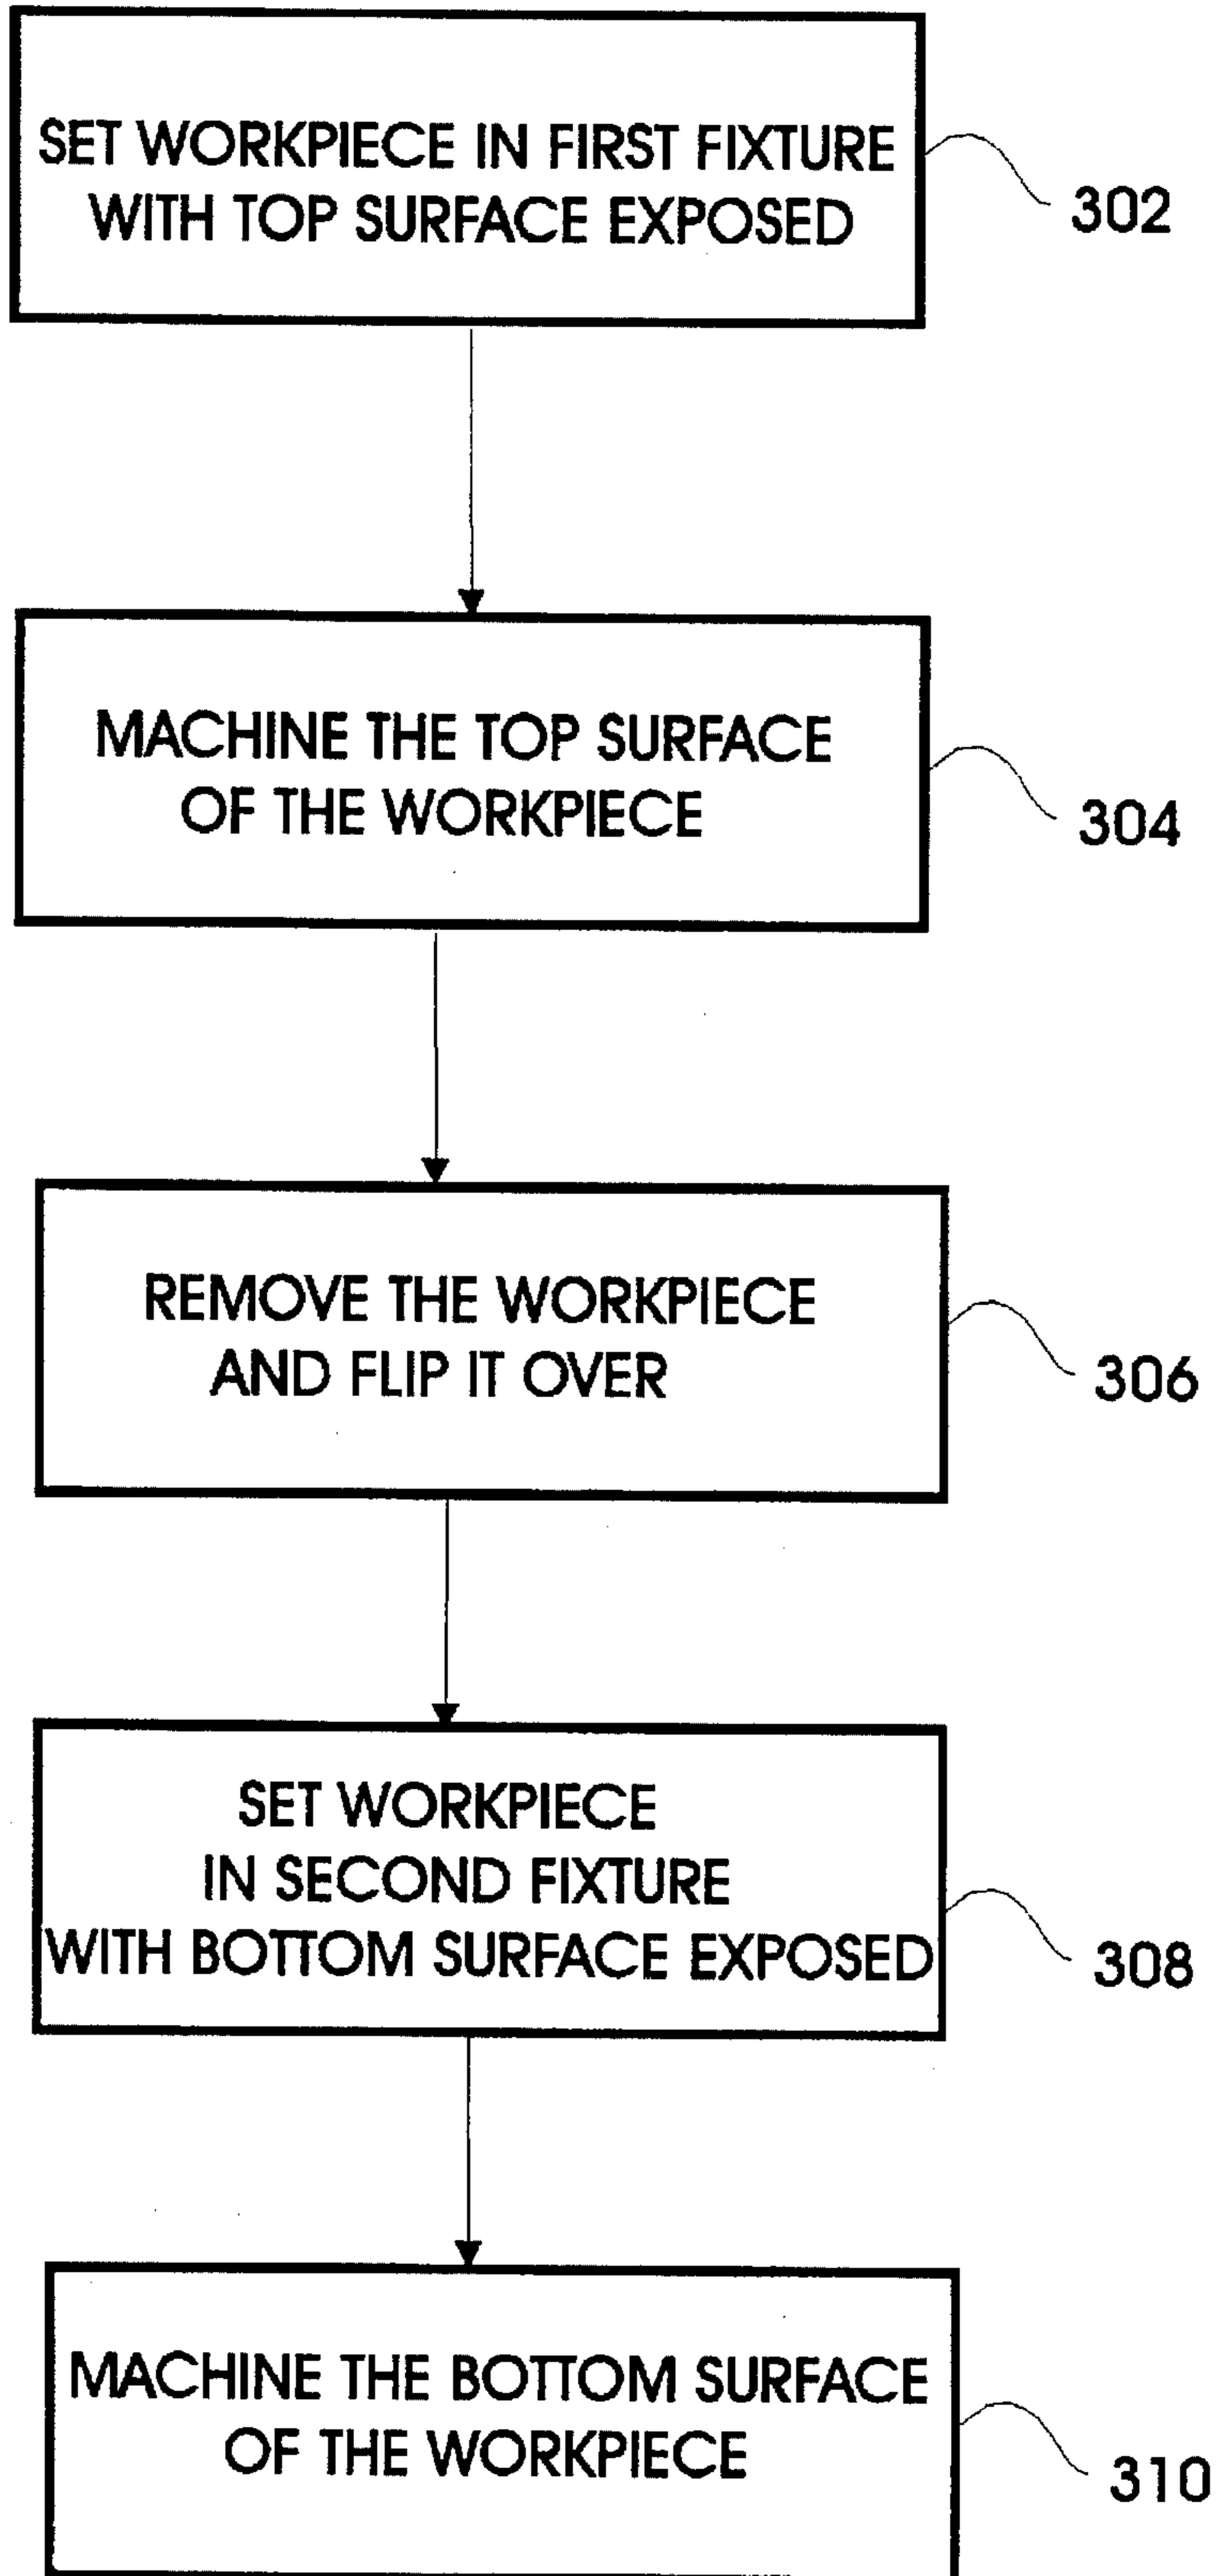 SET WORKPIECE IN FIRST FIXTURE
WITH TOP SURFACE EXPOSED
302
MACHINE THE TOP SURFACE
OF THE WORKPIECE
304
REMOVE THE WORKPIECE
AND FLIP IT OVER
306
SET WORKPIECE
IN SECOND FIXTURE
WITH BOTTOM SURFACE EXPOSED
308
MACHINE THE BOTTOM SURFACE
OF THE WORKPIECE
310